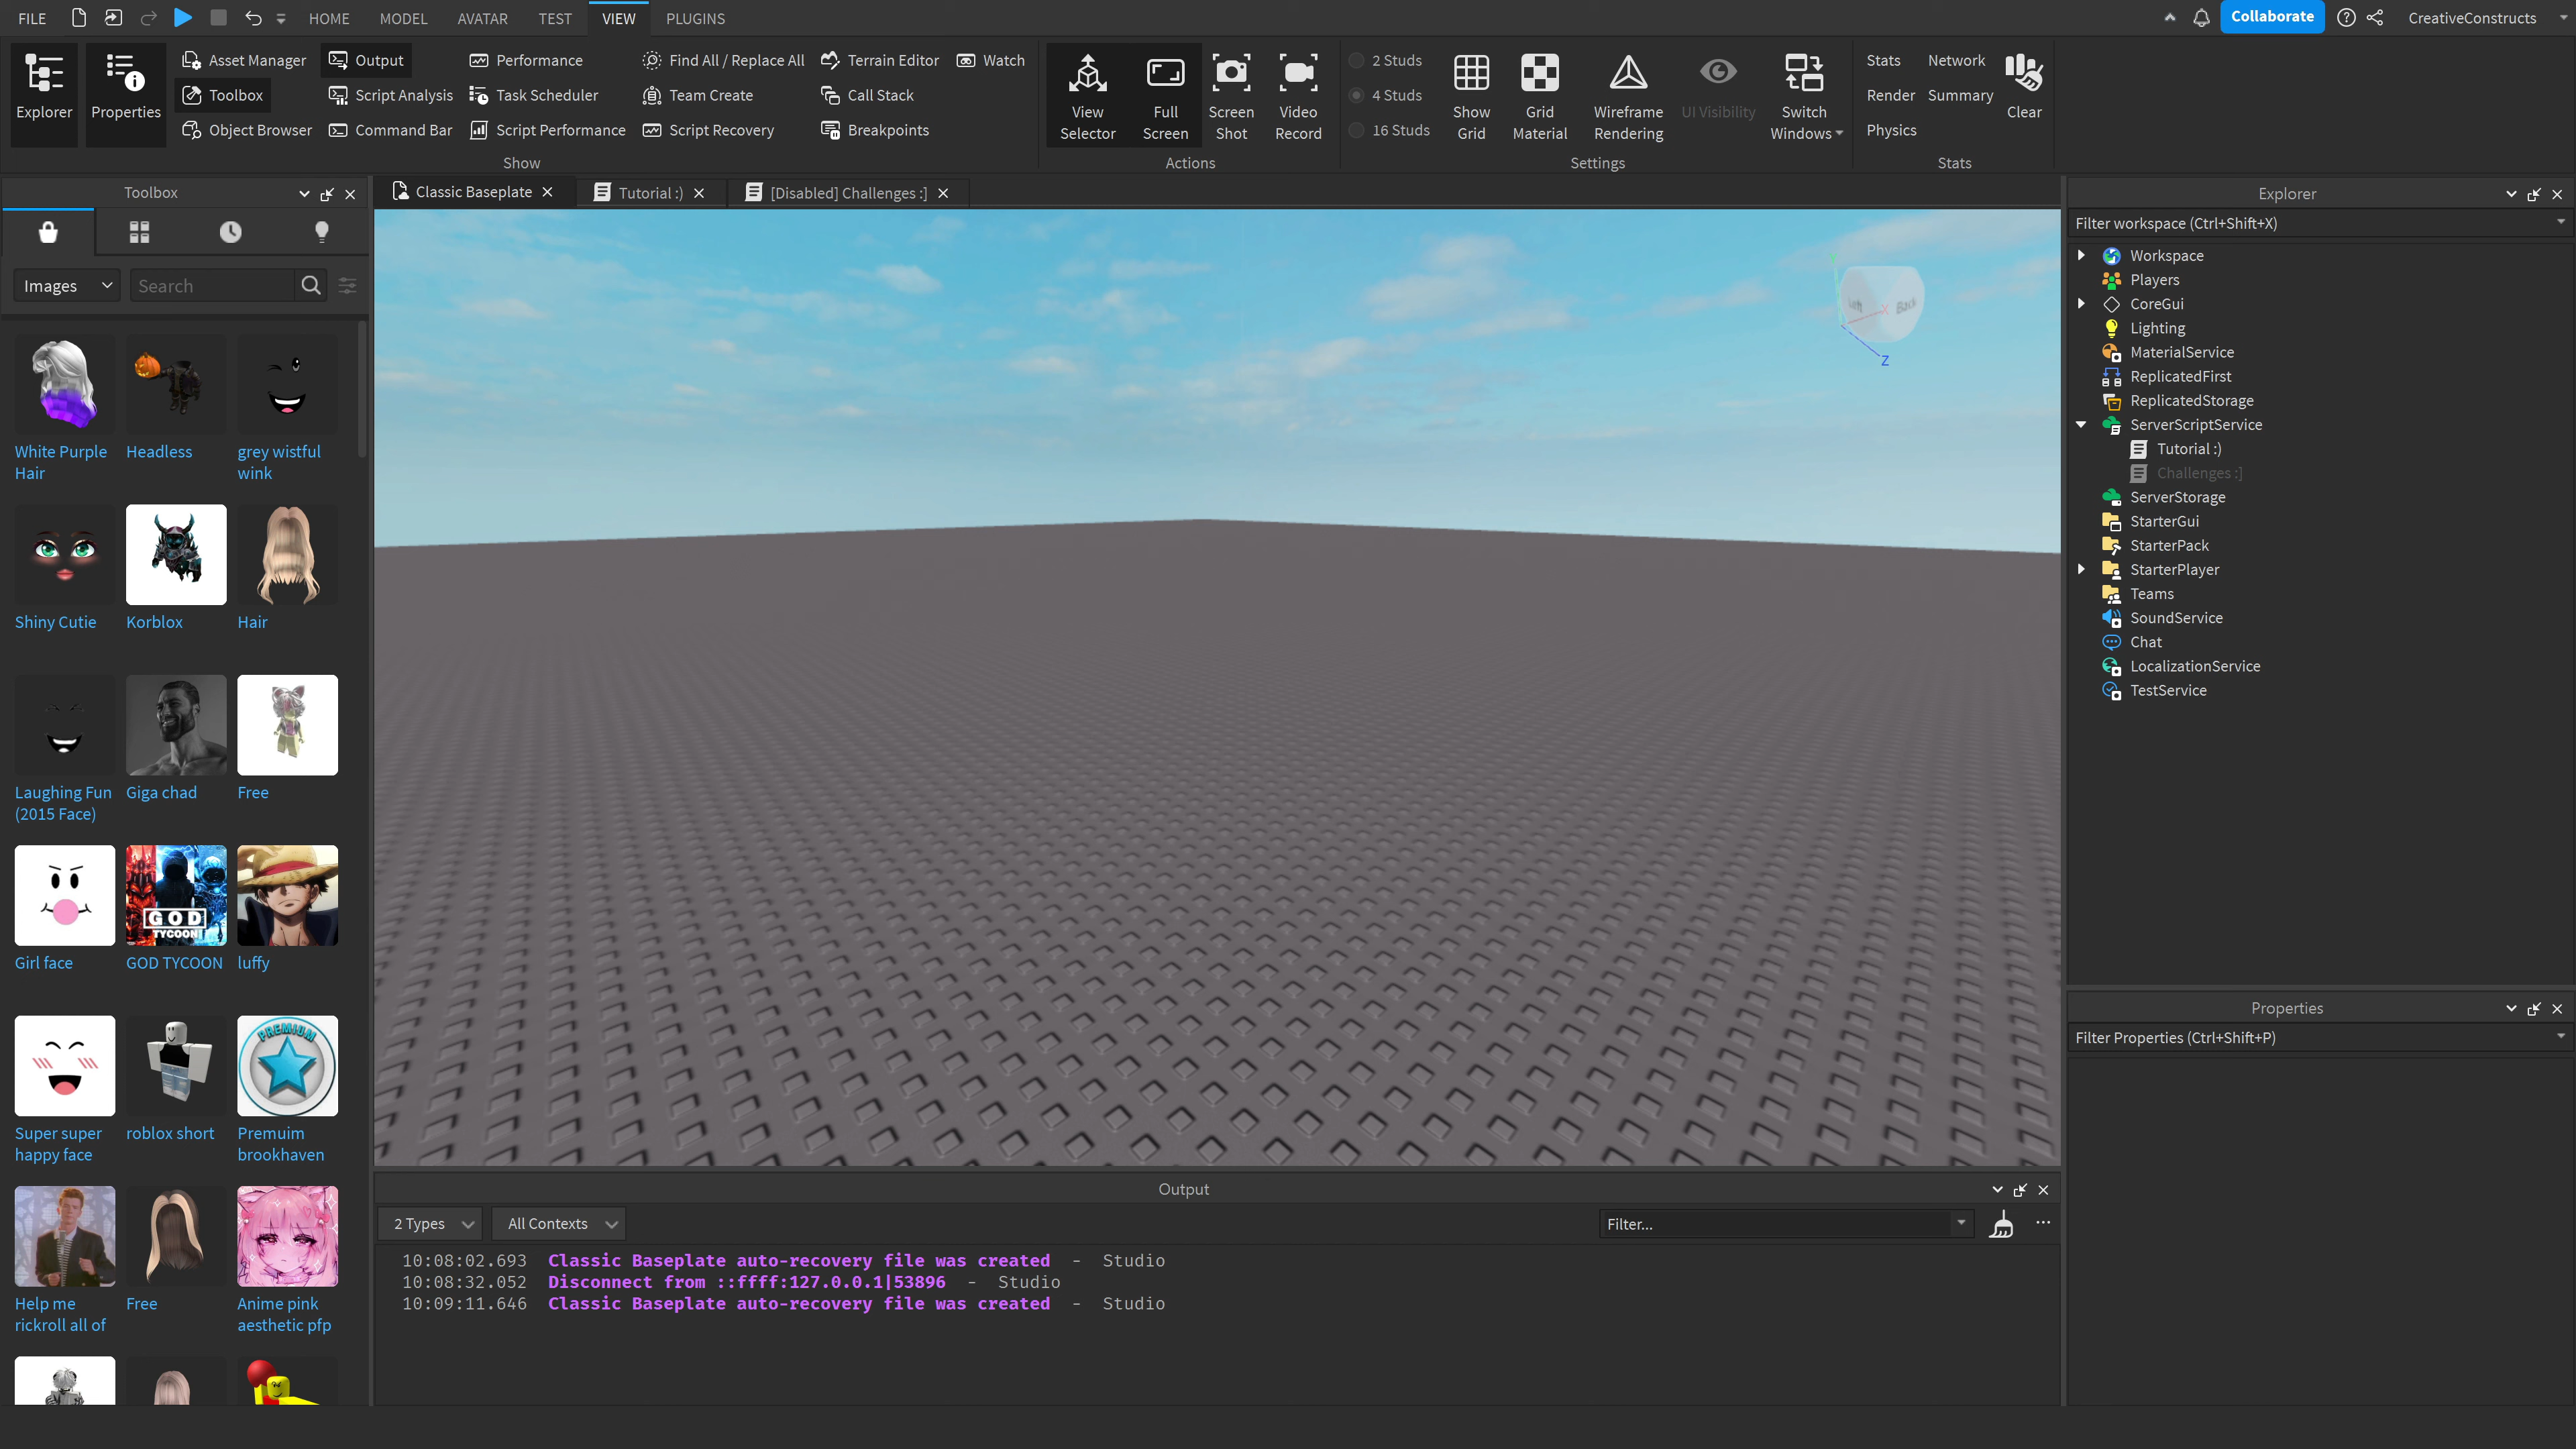 FILE HOME MODEL AVATAR TEST VIEW PLUGINS Collaborate CreativeConstructs
Explorer
Properties
Asset Manager
Toolbox
Object Browser
Output
Script Analysis
Command Bar
Performance
Task Scheduler
Script Performance
Find All / Replace All
Team Create
Script Recovery
Terrain Editor
Call Stack
Breakpoints
Watch
Show
View
Selector
Full
Screen
Screen
Shot
Video
Record
Actions
2 Studs
4 Studs
16 Studs
Show
Grid
Grid
Material
Wireframe
Rendering
UI Visibility
Switch
Windows
Settings
Stats
Render
Physics
Network
Summary
Clear
Stats
Toolbox
Images
Search
White Purple
Hair
Headless
grey wistful
wink
Shiny Cutie
Korblox
Hair
Laughing Fun
(2015 Face)
Giga chad
Free
GOD
TYCOON!
Girl face
GOD TYCOON
luffy
PREMIUM
Super super
happy face
roblox short
Premuim
brookhaven
Help me
rickroll all of
Free
Anime pink
aesthetic pfp
Classic Baseplate
Tutorial :)
[Disabled] Challenges :]
Left
Back
X
Z
Output
2 Types
All Contexts
Filter...
10:08:02.693 Classic Baseplate auto-recovery file was created - Studio
10:08:32.052 Disconnect from ::ffff:127.0.0.1|53896 - Studio
10:09:11.646 Classic Baseplate auto-recovery file was created - Studio
Explorer
Filter workspace (Ctrl+Shift+X)
Workspace
Players
CoreGui
Lighting
MaterialService
ReplicatedFirst
ReplicatedStorage
ServerScriptService
Tutorial :)
Challenges :]
ServerStorage
StarterGui
StarterPack
StarterPlayer
Teams
SoundService
Chat
LocalizationService
TestService
Properties
Filter Properties (Ctrl+Shift+P)